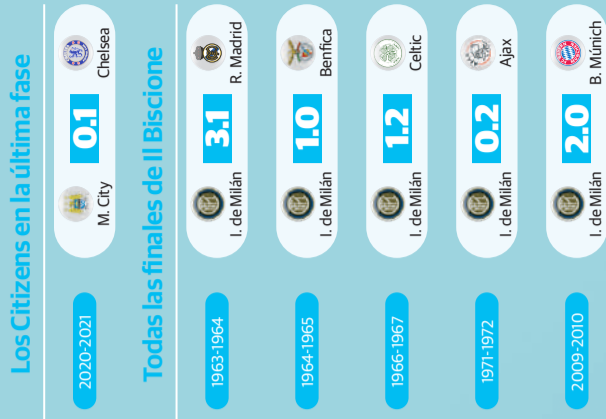 Los Citizens en la última fase
2020-2021
M. City
0.1
Chelsea
Todas las finales de Il Biscione
1963-1964
I. de Milán
3.1
R. Madrid
1964-1965
I. de Milán
1.0
Benfica
1966-1967
I. de Milán
1.2
Celtic
1971-1972
I. de Milán
0.2
Ajax
2009-2010
I. de Milán
2.0
B. Múnich